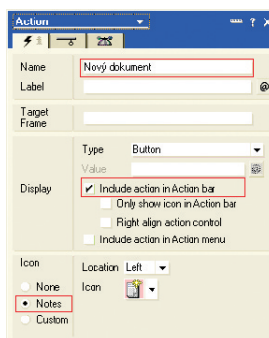 Action
Name Nový dokument
Label @
Target
Frame
Type Button
Value
Display
Include action in Action bar
Only show icon in Action bar
Right align action control
Include action in Action menu
Icon
Location Left
None
Icon
Notes
Custom